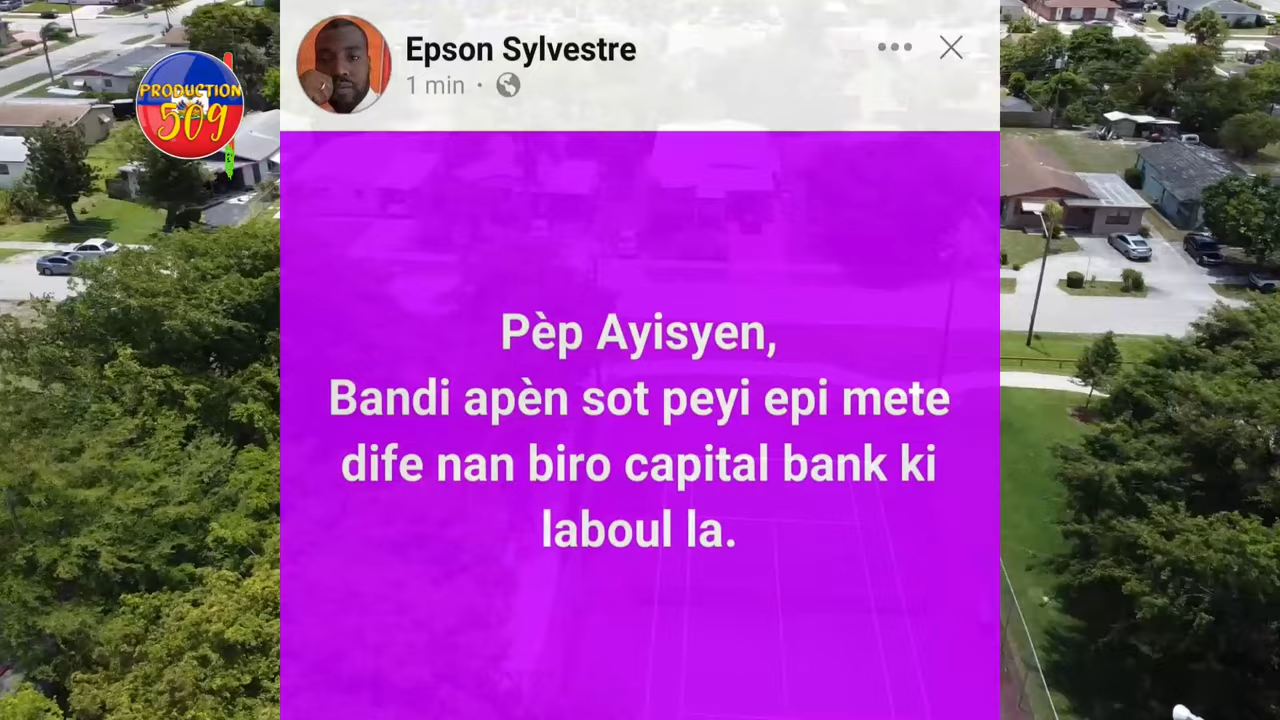 PRODUCTION
509
Epson Sylvestre
1 min ·
Pèp Ayisyen,
Bandi apèn sot peyi epi mete
dife nan biro capital bank ki
laboul la.